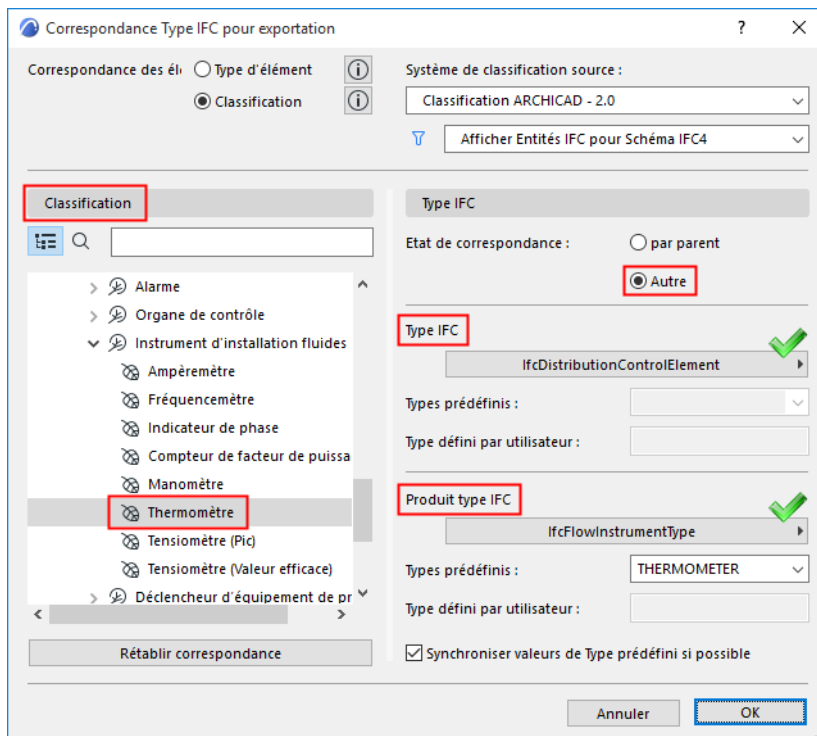 Correspondance Type IFC pour exportation
?
Correspondance des élé
Type d'élément
Classification
Système de classification source :
Classification ARCHICAD - 2.0
Afficher Entités IFC pour Schéma IFC4
Classification
Alarme
Organe de contrôle
Instrument d'installation fluides
Ampèremètre
Fréquencemètre
Indicateur de phase
Compteur de facteur de puissa
Manomètre
Thermomètre
Tensiomètre (Pic)
Tensiomètre (Valeur efficace)
Déclencheur d'équipement de pr
Rétablir correspondance
Type IFC
Etat de correspondance :
par parent
Autre
Type IFC
IfcDistributionControlElement
Types prédéfinis :
Type défini par utilisateur :
Produit type IFC
IfcFlowInstrumentType
Types prédéfinis :
THERMOMETER
Type défini par utilisateur :
Synchroniser valeurs de Type prédéfini si possible
Annuler
OK